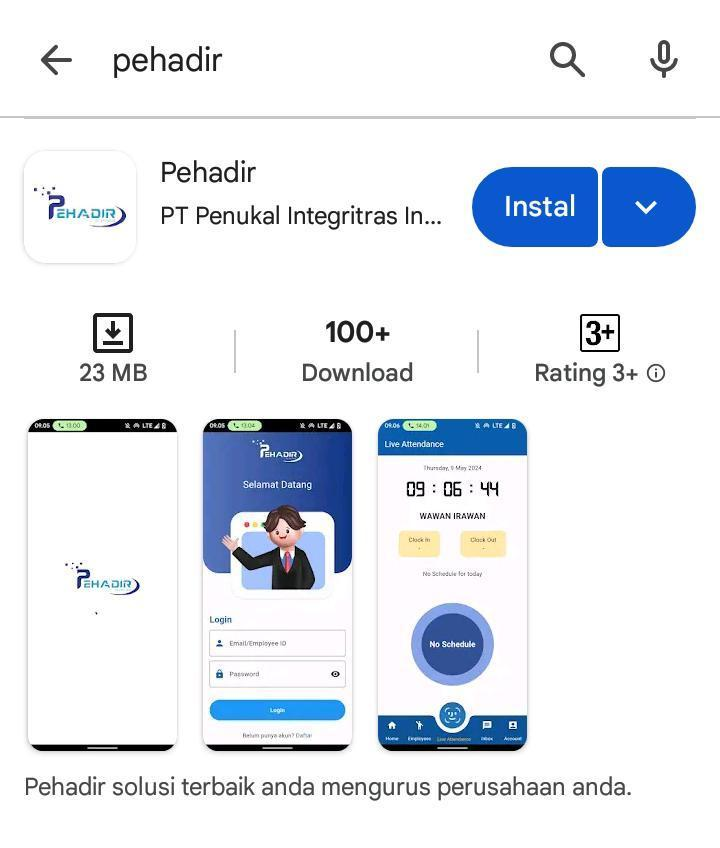 pehadir
PEHADIR
Pehadir
PT Penukal Integritras In...
Instal
23 MB
100+
Download
3+
Rating 3+
09.05 13.00 LTE
PEHADIR
09.05 13.04 LTE
PEHADIR
Selamat Datang
Login
Email/Employee ID
Password
Login
Belum punya akun? Daftar
09.06 14.01 LTE
Live Attendance
Thursday, 9 May 2024
09 : 06 : 44
WAWAN IRAWAN
Clock In
-
Clock Out
-
No Schedule for today
No Schedule
Home Employees Live Attendance Inbox Account
Pehadir solusi terbaik anda mengurus perusahaan anda.